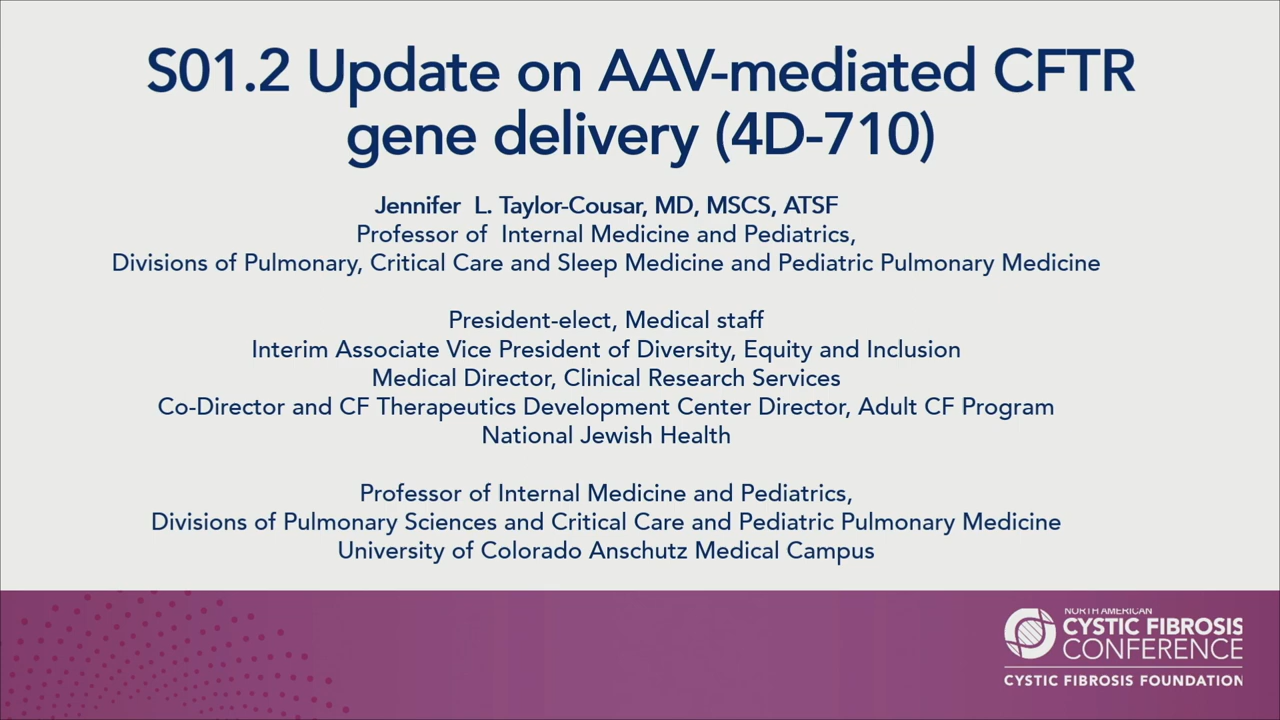 S01.2 Update on AAV-mediated CFTR
gene delivery (4D-710)
Jennifer L. Taylor-Cousar, MD, MSCS, ATSF
Professor of Internal Medicine and Pediatrics,
Divisions of Pulmonary, Critical Care and Sleep Medicine and Pediatric Pulmonary Medicine
President-elect, Medical staff
Interim Associate Vice President of Diversity, Equity and Inclusion
Medical Director, Clinical Research Services
Co-Director and CF Therapeutics Development Center Director, Adult CF Program
National Jewish Health
Professor of Internal Medicine and Pediatrics,
Divisions of Pulmonary Sciences and Critical Care and Pediatric Pulmonary Medicine
University of Colorado Anschutz Medical Campus
NORTH AMERICAN
CYSTIC FIBROSIS
CONFERENCE
CYSTIC FIBROSIS FOUNDATION